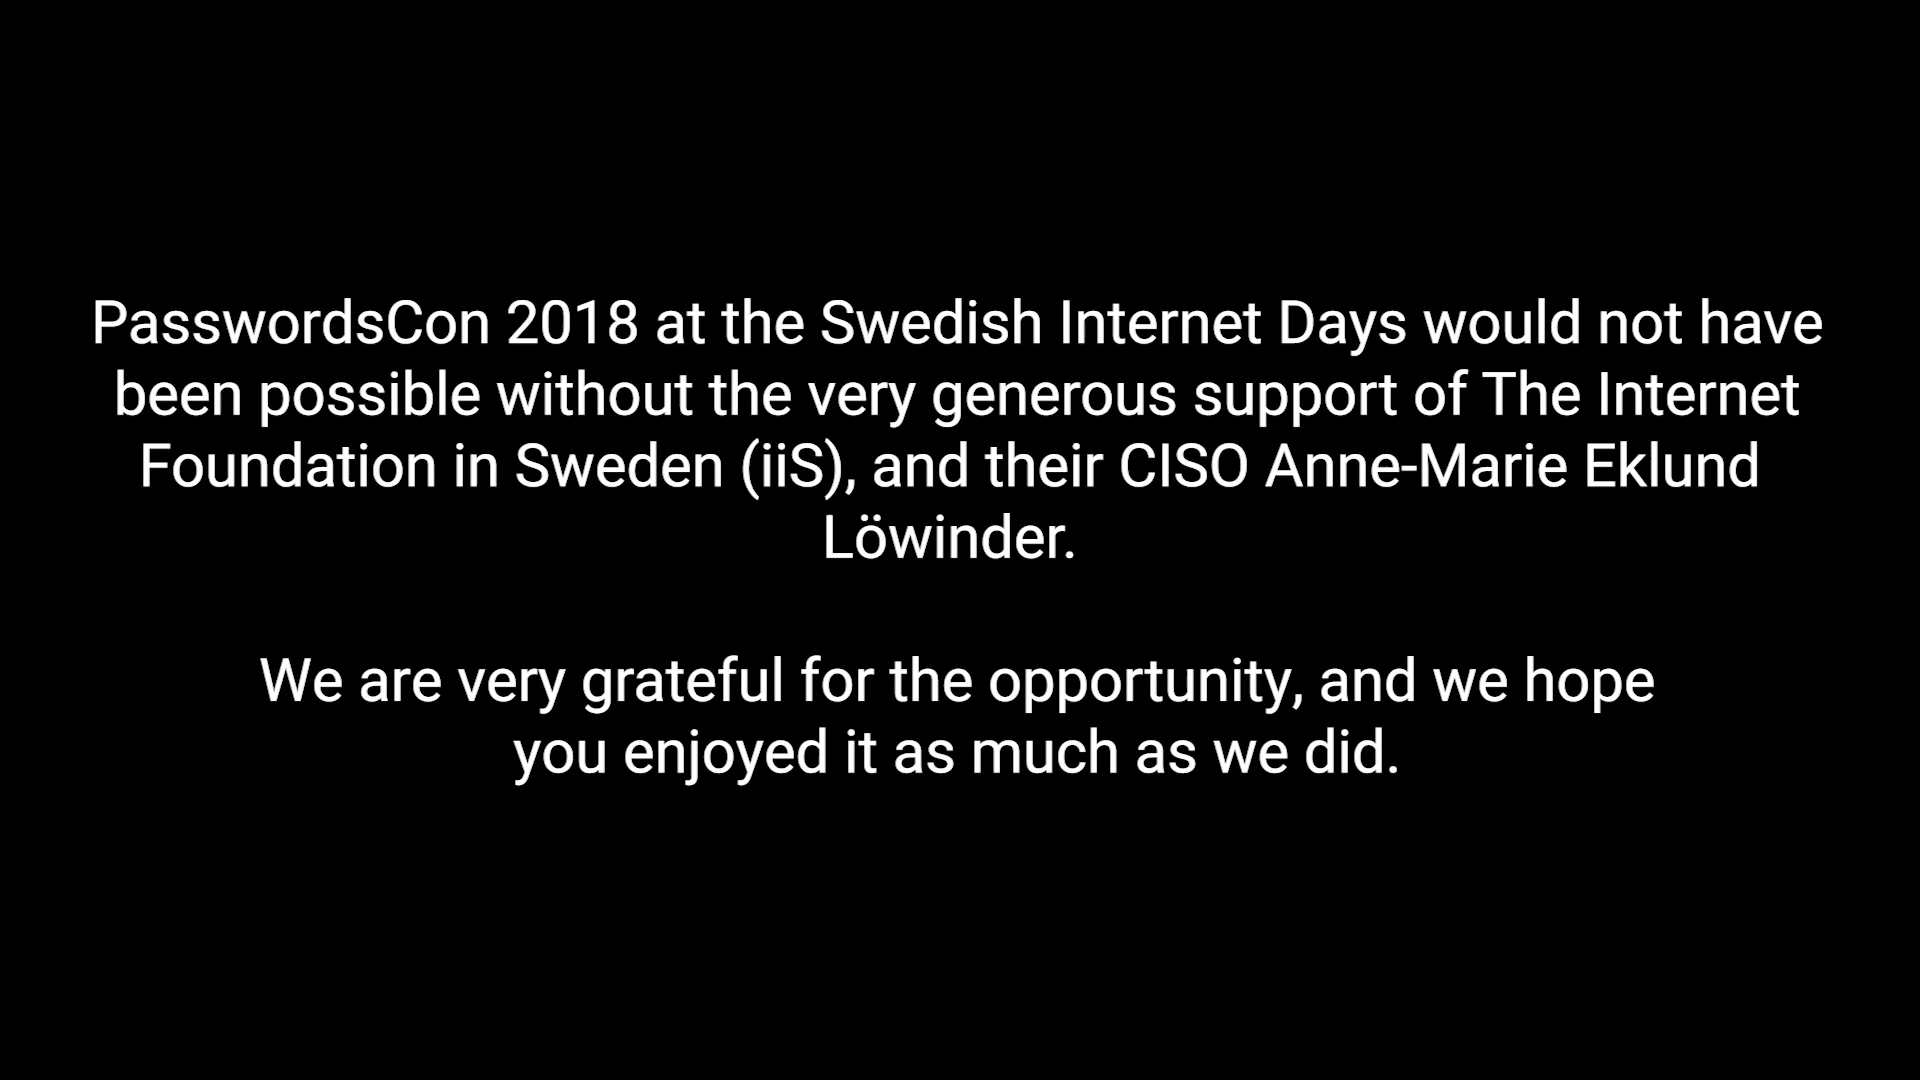 PasswordsCon 2018 at the Swedish Internet Days would not have
been possible without the very generous support of The Internet
Foundation in Sweden (iiS), and their CISO Anne-Marie Eklund
Löwinder.
We are very grateful for the opportunity, and we hope
you enjoyed it as much as we did.